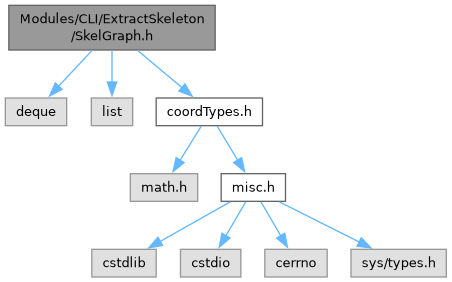 Modules/CLI/ExtractSkeleton
/SkelGraph.h
deque
list
coordTypes.h
math.h
misc.h
cstdlib
cstdio
cerrno
sys/types.h